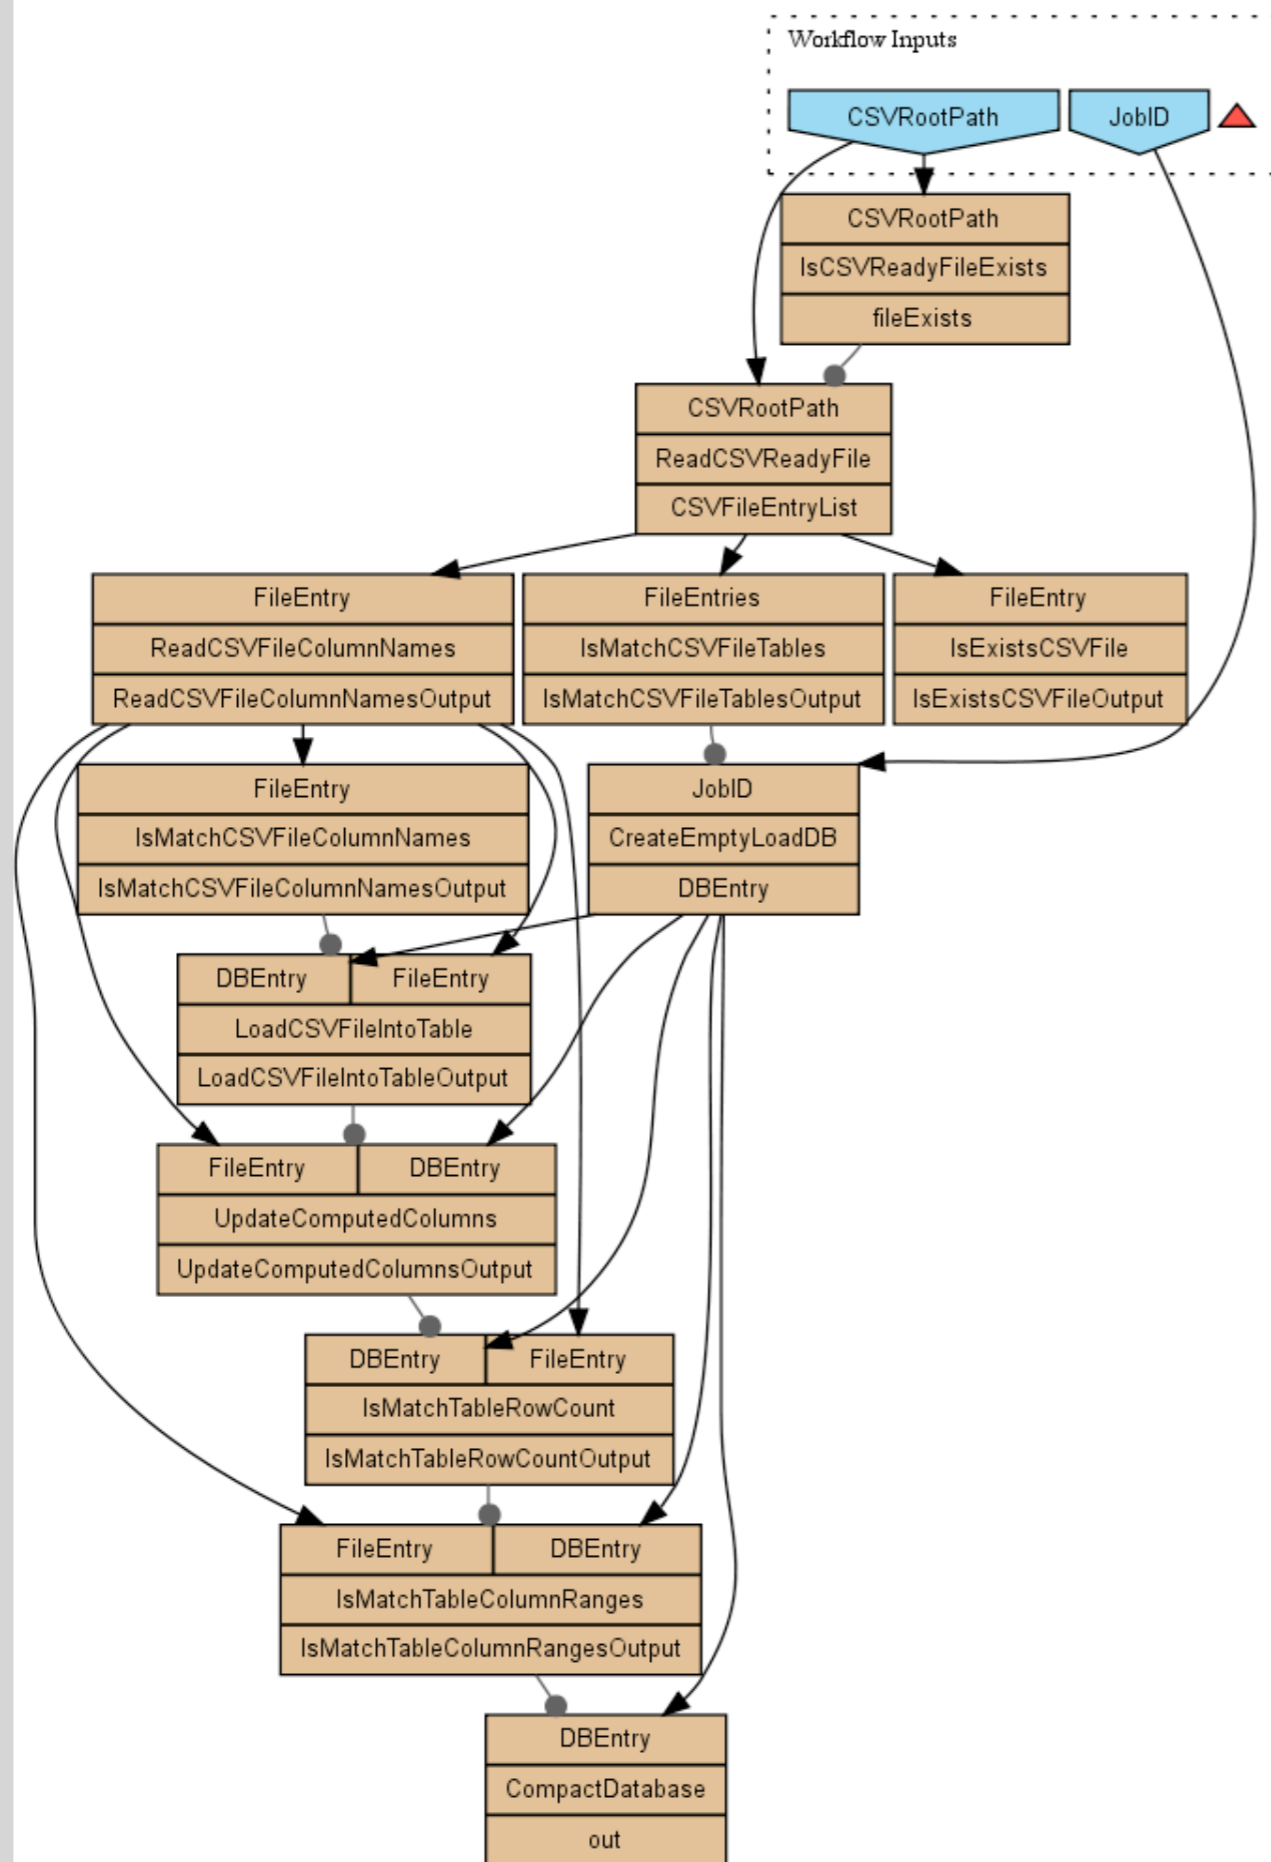 Workflow Inputs
CSVRootPath
JobID
CSVRootPath
IsCSVReadyFileExists
fileExists
CSVRootPath
ReadCSVReadyFile
CSVFileEntryList
FileEntry
ReadCSVFileColumnNames
ReadCSVFileColumnNamesOutput
FileEntries
IsMatchCSVFileTables
IsMatchCSVFileTablesOutput
FileEntry
IsExistsCSVFile
IsExistsCSVFileOutput
FileEntry
IsMatchCSVFileColumnNames
IsMatchCSVFileColumnNamesOutput
JobID
CreateEmptyLoadDB
DBEntry
DBEntry
FileEntry
LoadCSVFileIntoTable
LoadCSVFileIntoTableOutput
FileEntry
DBEntry
UpdateComputedColumns
UpdateComputedColumnsOutput
DBEntry
FileEntry
IsMatchTableRowCount
IsMatchTableRowCountOutput
FileEntry
DBEntry
IsMatchTableColumnRanges
IsMatchTableColumnRangesOutput
DBEntry
CompactDatabase
out